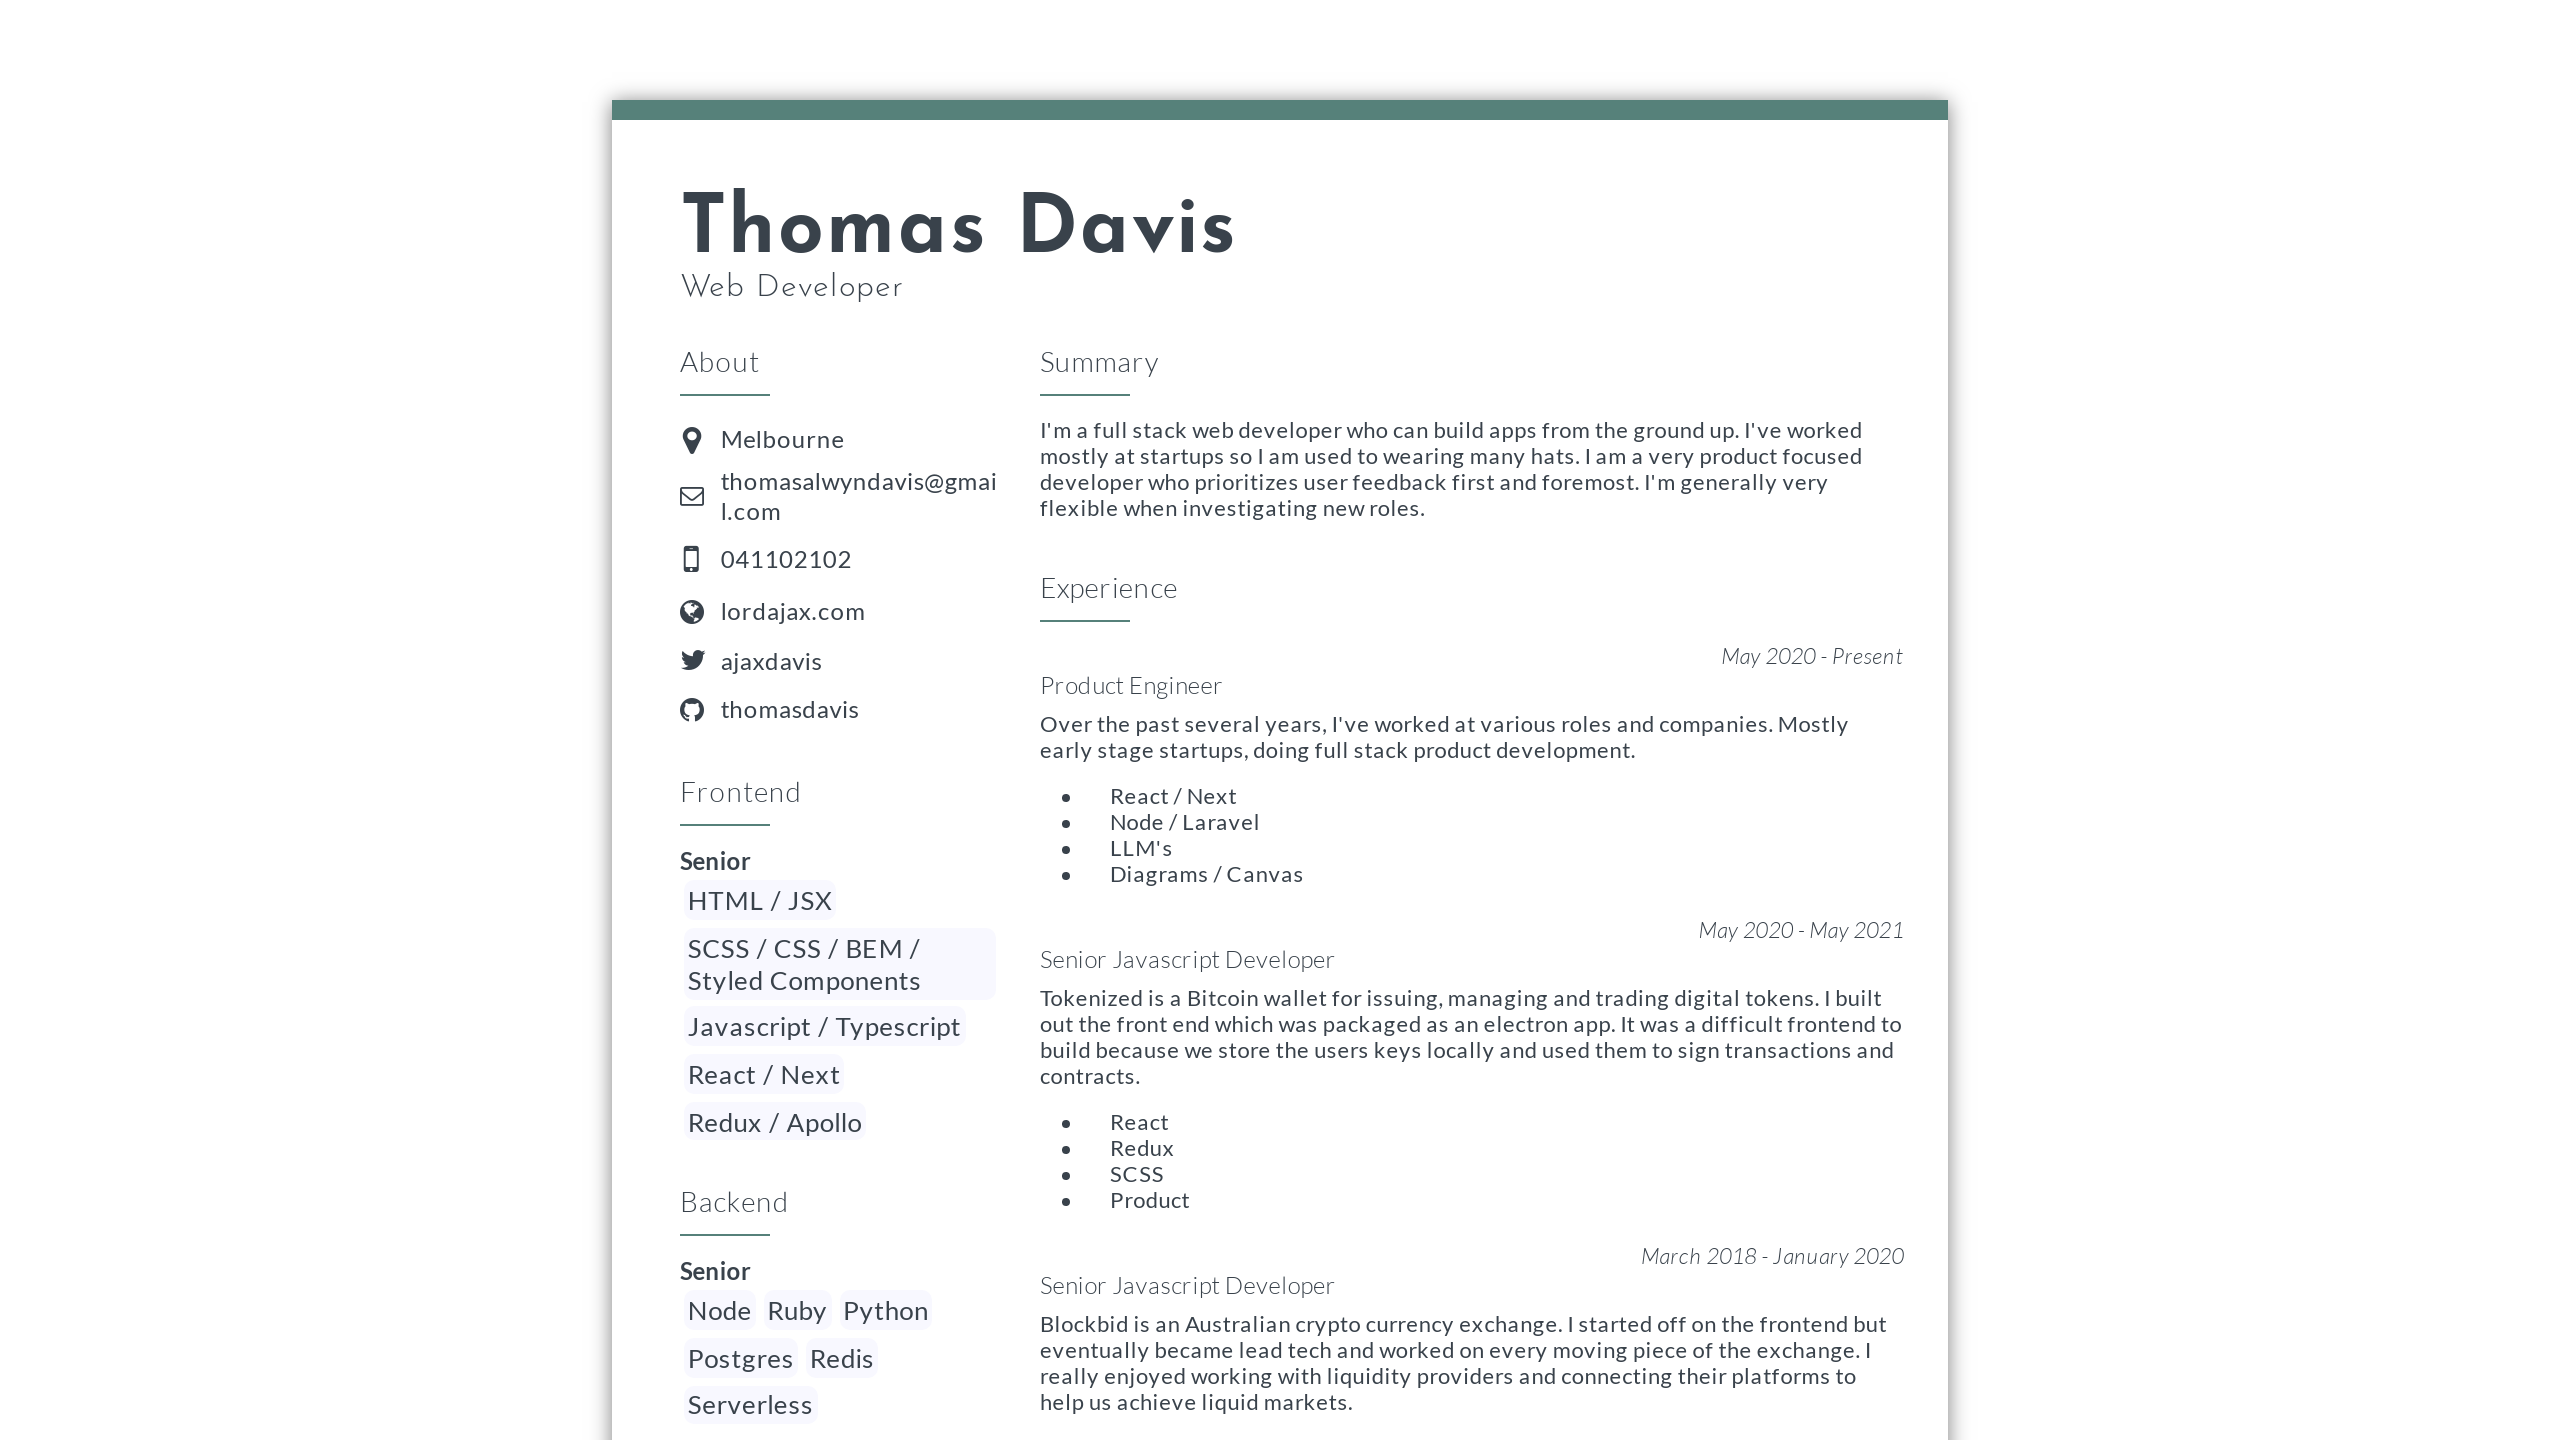 Thomas Davis
Web Developer
About
Melbourne
thomasalwyndavis@gmai
l.com
041102102
lordajax.com
ajaxdavis
thomasdavis
Frontend
Senior
HTML / JSX
SCSS / CSS / BEM /
Styled Components
Javascript / Typescript
React / Next
Redux / Apollo
Backend
Senior
Node Ruby Python
Postgres Redis
Serverless
Summary
I'm a full stack web developer who can build apps from the ground up. I've worked
mostly at startups so I am used to wearing many hats. I am a very product focused
developer who prioritizes user feedback first and foremost. I'm generally very
flexible when investigating new roles.
Experience
May 2020 - Present
Product Engineer
Over the past several years, I've worked at various roles and companies. Mostly
early stage startups, doing full stack product development.
● React / Next
● Node / Laravel
● LLM's
● Diagrams / Canvas
May 2020 - May 2021
Senior Javascript Developer
Tokenized is a Bitcoin wallet for issuing, managing and trading digital tokens. I built
out the front end which was packaged as an electron app. It was a difficult frontend to
build because we store the users keys locally and used them to sign transactions and
contracts.
● React
● Redux
● SCSS
● Product
March 2018 - January 2020
Senior Javascript Developer
Blockbid is an Australian crypto currency exchange. I started off on the frontend but
eventually became lead tech and worked on every moving piece of the exchange. I
really enjoyed working with liquidity providers and connecting their platforms to
help us achieve liquid markets.